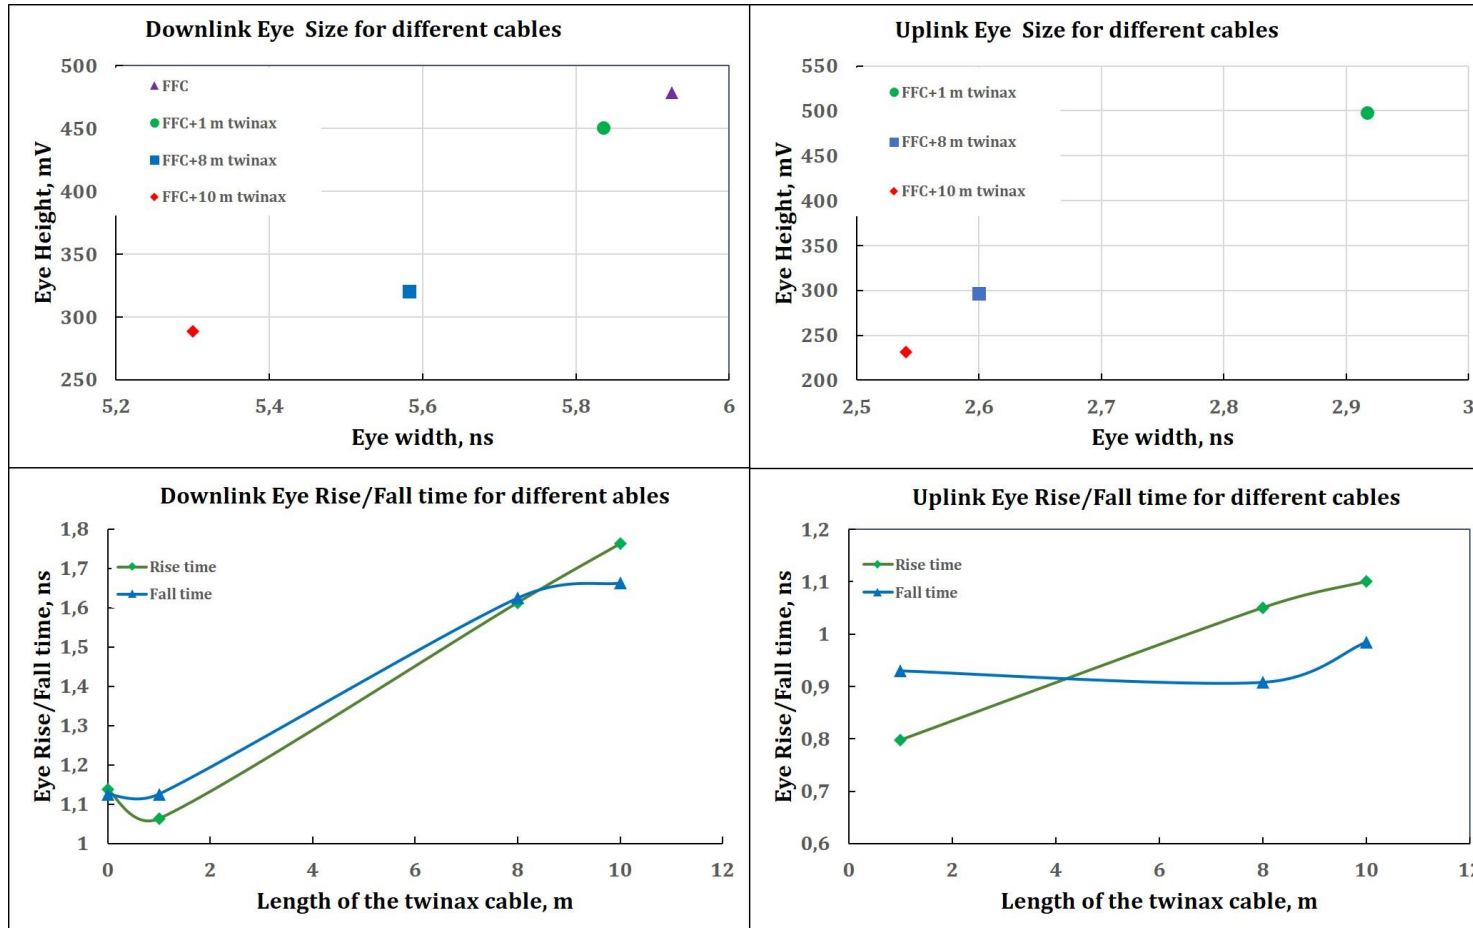 Downlink Eye  Size for different cables
Eye Height, mV
500
450
400
350
300
250
FFC
FFC+1 m twinax
FFC+8 m twinax
FFC+10 m twinax
5,2 5,4 5,6 5,8 6
Eye width, ns
Uplink Eye  Size for different cables
Eye Height, mV
550
500
450
400
350
300
250
200
FFC+1 m twinax
FFC+8 m twinax
FFC+10 m twinax
2,5 2,6 2,7 2,8 2,9 3
Eye width, ns
Downlink Eye Rise/Fall time for different ables
Eye Rise/Fall time, ns
1,8
1,7
1,6
1,5
1,4
1,3
1,2
1,1
1
Rise time
Fall time
0 2 4 6 8 10 12
Length of the twinax cable, m
Uplink Eye Rise/Fall time for different cables
Eye Rise/Fall time, ns
1,2
1,1
1
0,9
0,8
0,7
0,6
Rise time
Fall time
0 2 4 6 8 10 12
Length of the twinax cable, m